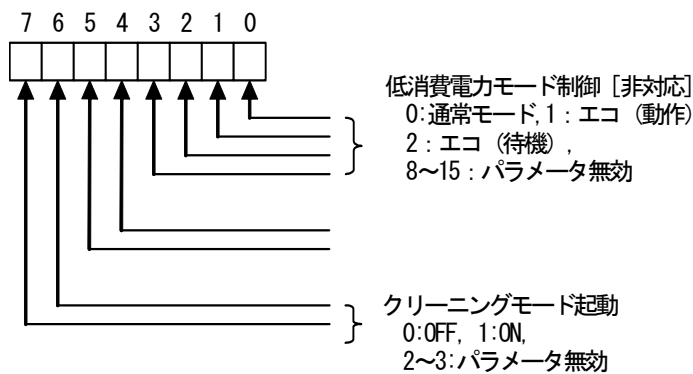 7 6 5 4 3 2 1 0
低消費電力モード制御［非対応］
0:通常モード,1：エコ（動作）
2：エコ（待機）,
8～15：パラメータ無効
クリーニングモード起動
0:OFF, 1:ON,
2～3:パラメータ無効